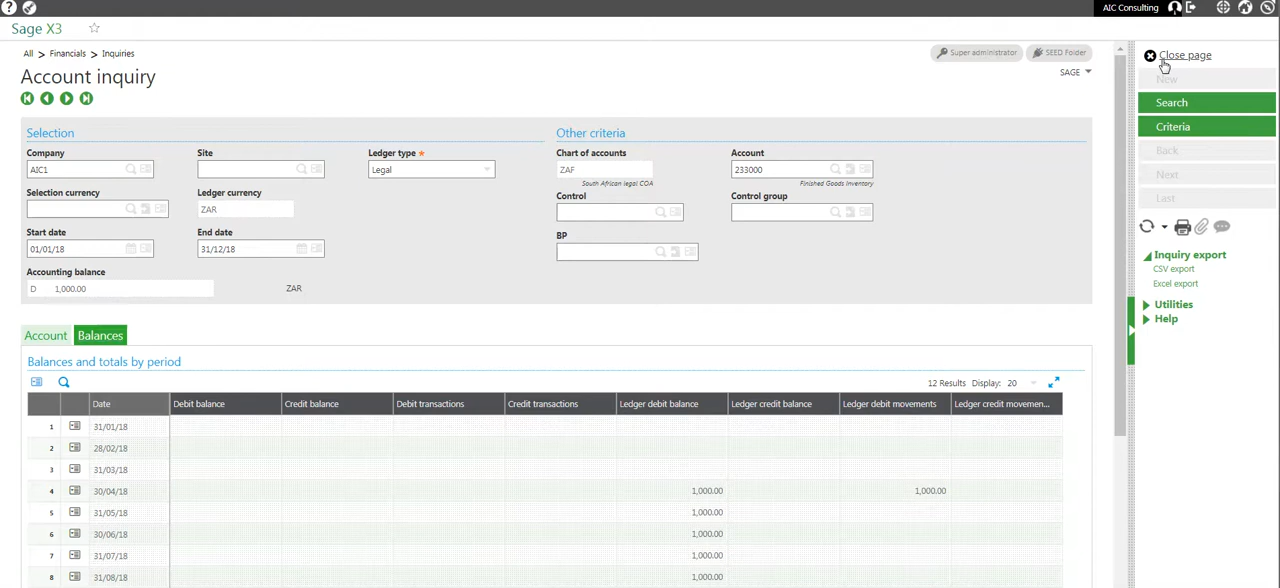 AIC Consulting
Sage X3
All > Financials > Inquiries
Super administrator
SEED Folder
SAGE
Account inquiry
Close page
New
Search
Criteria
Back
Next
Last
Inquiry export
CSV export
Excel export
Utilities
Help
Selection
Other criteria
Company
Site
Ledger type *
Chart of accounts
Account
AIC1
Legal
ZAF
233000
South African legal COA
Finished Goods Inventory
Selection currency
Ledger currency
Control
Control group
ZAR
Start date
End date
BP
01/01/18
31/12/18
Accounting balance
D 1,000.00
ZAR
Account
Balances
Balances and totals by period
12 Results Display: 20
Date Debit balance Credit balance Debit transactions Credit transactions Ledger debit balance Ledger credit balance Ledger debit movements Ledger credit movemen...
1 31/01/18
2 28/02/18
3 31/03/18
4 30/04/18 1,000.00 1,000.00
5 31/05/18 1,000.00
6 30/06/18 1,000.00
7 31/07/18 1,000.00
8 31/08/18 1,000.00